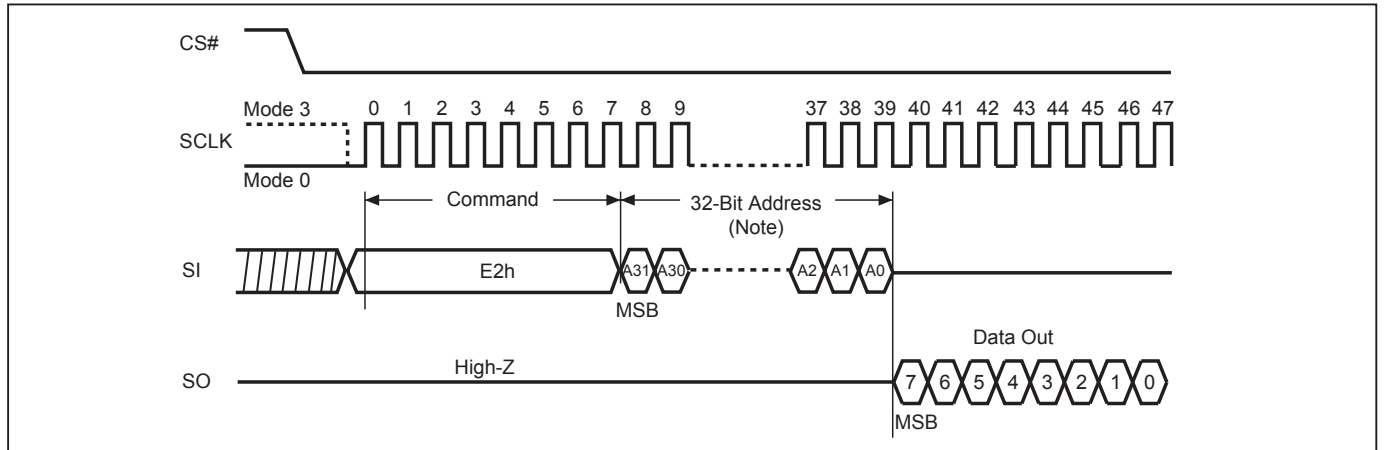 CS#
Mode 3
0 1 2 3 4 5 6 7 8 9 37 38 39 40 41 42 43 44 45 46 47
SCLK
Mode 0
Command
32-Bit Address
(Note)
SI
E2h
A31 A30 A2 A1 A0
MSB
Data Out
High-Z
SO
7 6 5 4 3 2 1 0
MSB